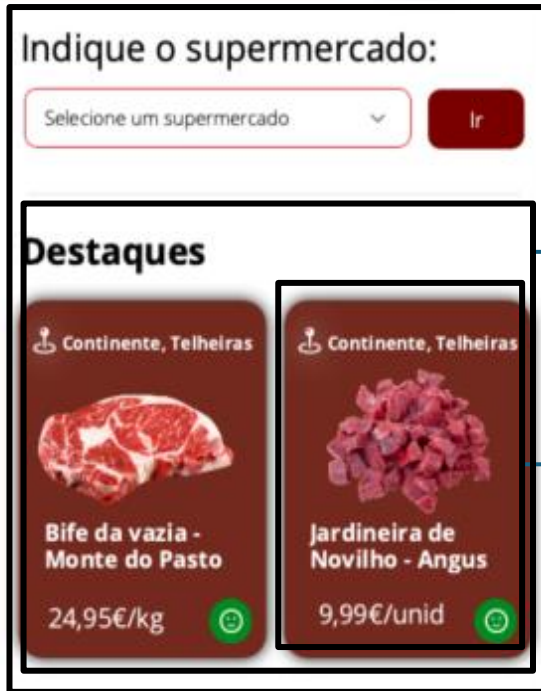 Indique o supermercado:
Selecione um supermercado
Ir
Destaques
Continente, Telheiras
Bife da vazia -
Monte do Pasto
24,95€/kg
Continente, Telheiras
Jardineira de
Novilho - Angus
9,99€/unid